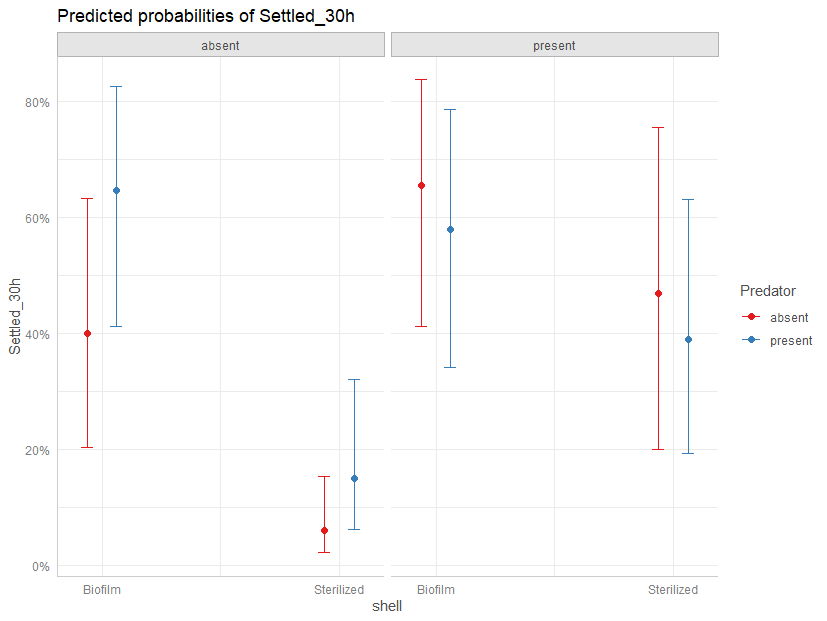 Predicted probabilities of Settled_30h
absent
present
80%
60%
40%
20%
0%
Settled_30h
Biofilm
Sterilized
Biofilm
Sterilized
shell
Predator
absent
present